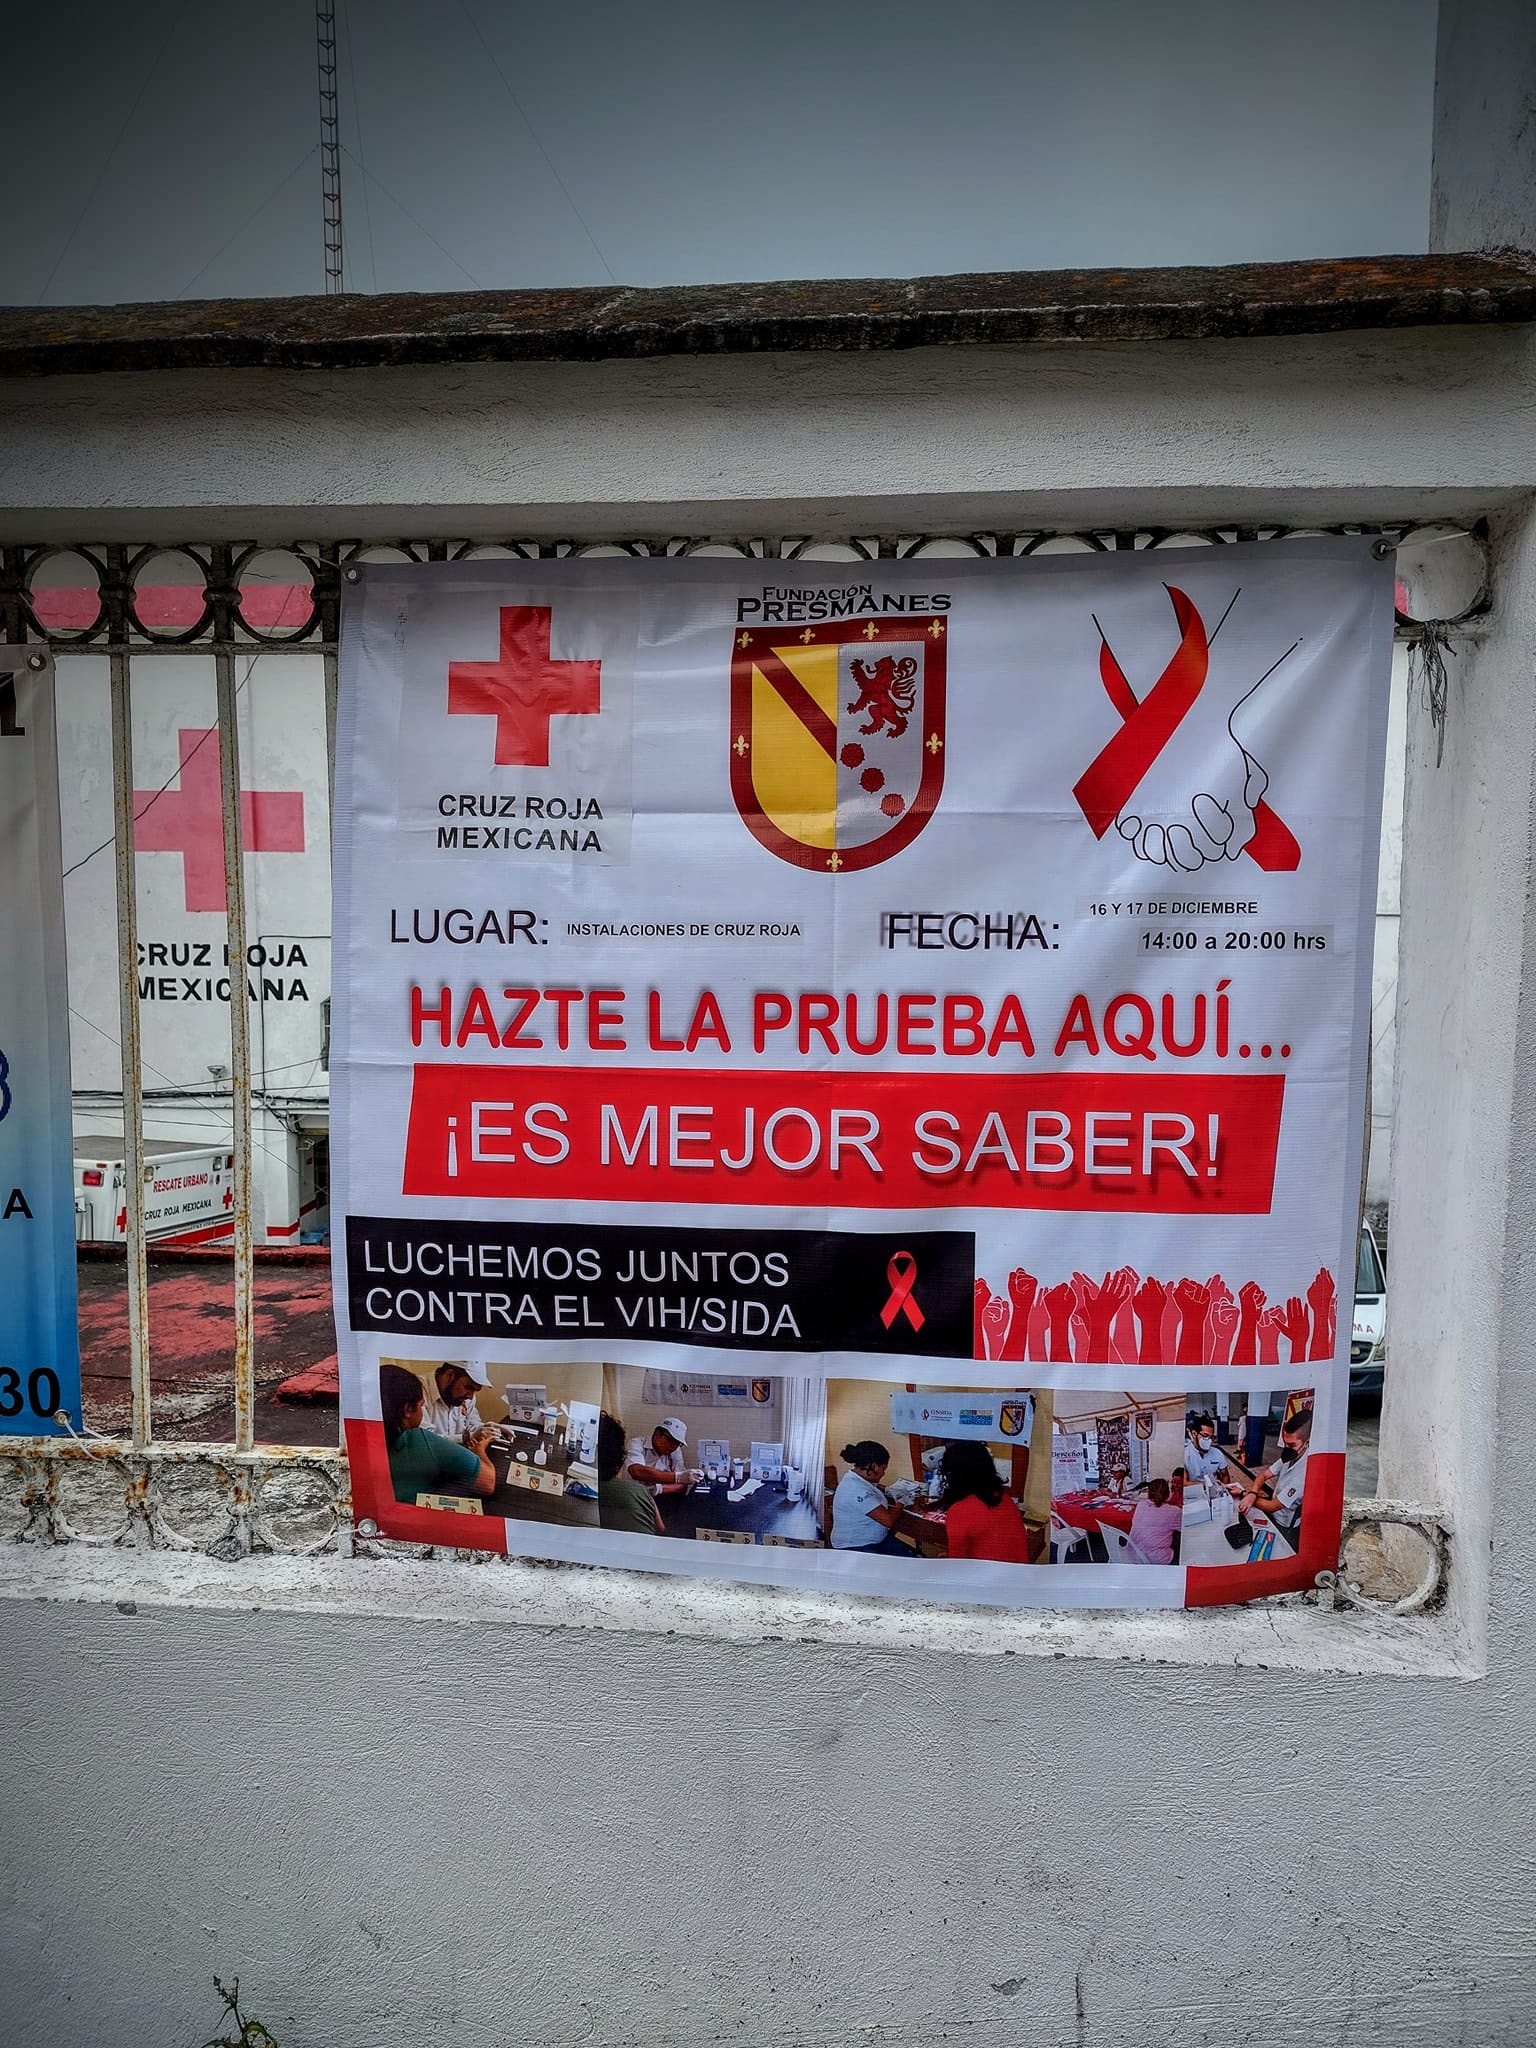 CRUZ ROJA
MEXICANA
FUNDACIÓN
PRESMANES
LUGAR: INSTALACIONES DE CRUZ ROJA
FECHA: 16 Y 17 DE DICIEMBRE
14:00 a 20:00 hrs
HAZTE LA PRUEBA AQUÍ...
¡ES MEJOR SABER!
LUCHEMOS JUNTOS
CONTRA EL VIH/SIDA
CRUZ ROJA
MEXICANA
RESCATE URBANO
CRUZ ROJA MEXICANA
A
30